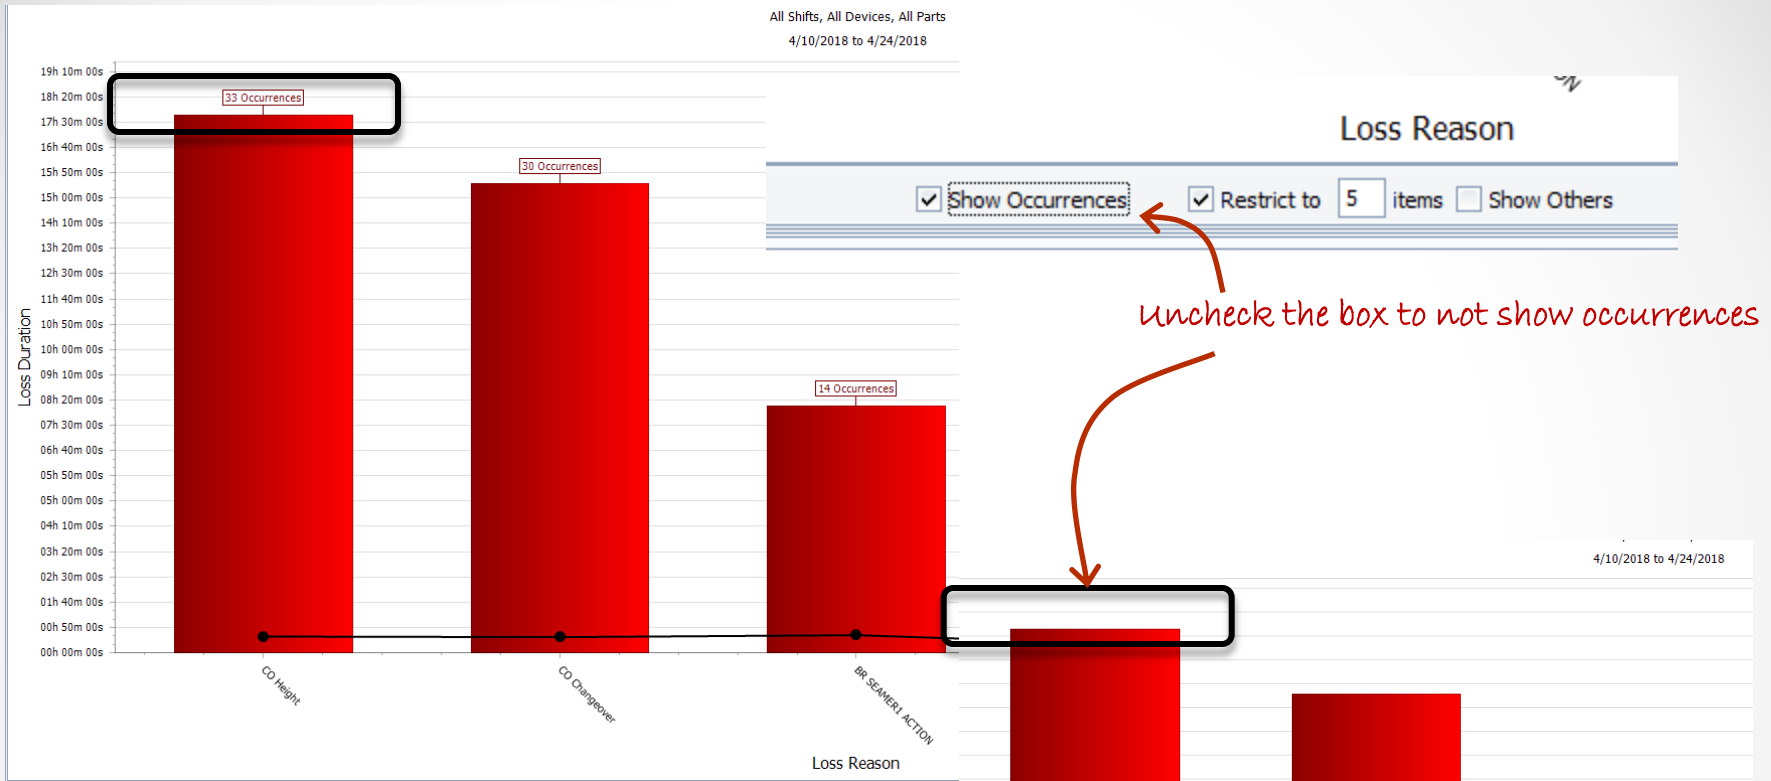 All Shifts, All Devices, All Parts
4/10/2018 to 4/24/2018
19h 10m 00s
18h 20m 00s
17h 30m 00s
16h 40m 00s
15h 50m 00s
15h 00m 00s
14h 10m 00s
13h 20m 00s
12h 30m 00s
11h 40m 00s
10h 50m 00s
10h 00m 00s
09h 10m 00s
08h 20m 00s
07h 30m 00s
06h 40m 00s
05h 50m 00s
05h 00m 00s
04h 10m 00s
03h 20m 00s
02h 30m 00s
01h 40m 00s
00h 50m 00s
00h 00m 00s
Loss Duration
33 Occurrences
30 Occurrences
14 Occurrences
CO Height
CO Changeover
BR SEAMER1 ACTION
Loss Reason
Loss Reason
Show Occurrences Restrict to 5 items Show Others
Uncheck the box to not show occurrences
4/10/2018 to 4/24/2018